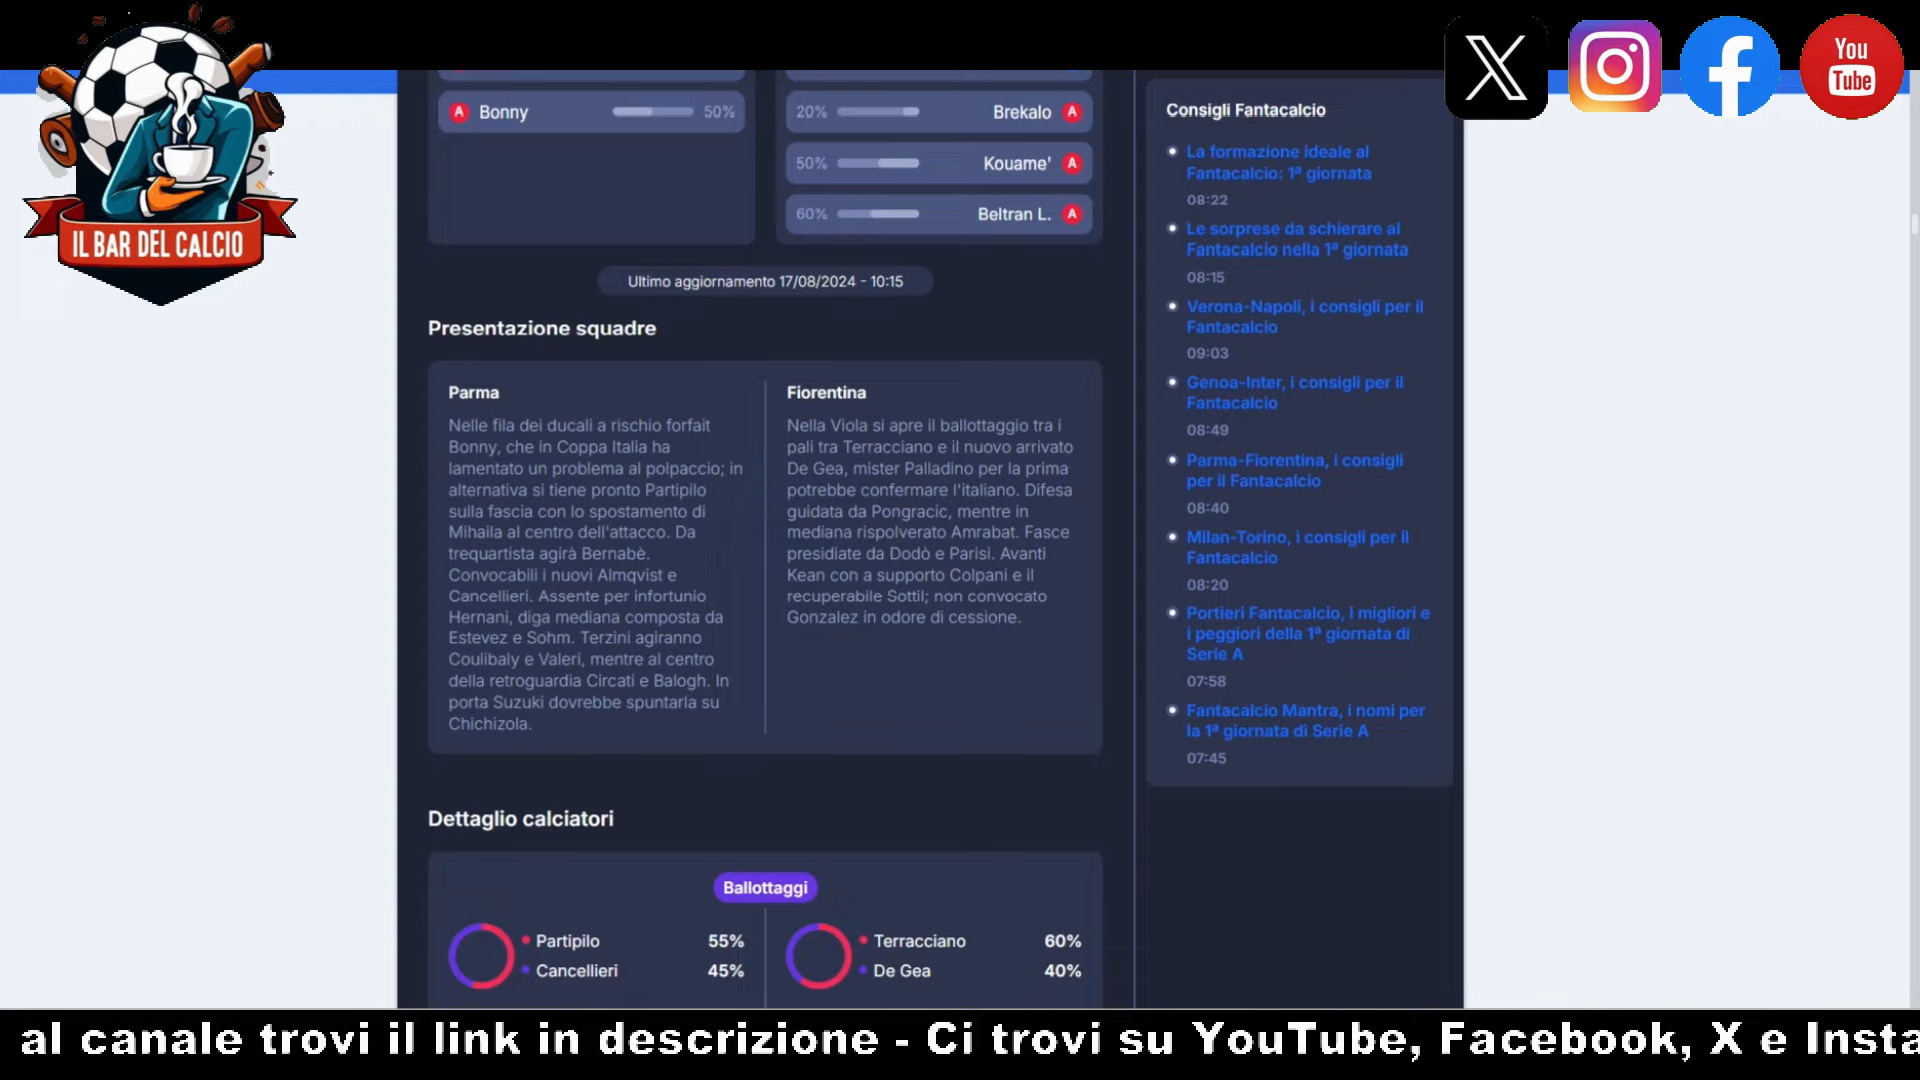 IL BAR DEL CALCIO
You
Tube
A Bonny 50%
20% Brekalo A
50% Kouame' A
60% Beltran L. A
Ultimo aggiornamento 17/08/2024 - 10:15
Presentazione squadre
Parma
Nelle fila dei ducali a rischio forfait
Bonny, che in Coppa Italia ha
lamentato un problema al polpaccio; in
alternativa si tiene pronto Partipilo
sulla fascia con lo spostamento di
Mihaila al centro dell'attacco. Da
trequartista agirà Bernabè.
Convocabili i nuovi Almqvist e
Cancellieri. Assente per infortunio
Hernani, diga mediana composta da
Estevez e Sohm. Terzini agiranno
Coulibaly e Valeri, mentre al centro
della retroguardia Circati e Balogh. In
porta Suzuki dovrebbe spuntarla su
Chichizola.
Fiorentina
Nella Viola si apre il ballottaggio tra i
pali tra Terracciano e il nuovo arrivato
De Gea, mister Palladino per la prima
potrebbe confermare l'italiano. Difesa
guidata da Pongracic, mentre in
mediana rispolverato Amrabat. Fasce
presidiate da Dodò e Parisi. Avanti
Kean con a supporto Colpani e il
recuperabile Sottil; non convocato
Gonzalez in odore di cessione.
Dettaglio calciatori
Ballottaggi
Partipilo 55%
Cancellieri 45%
Terracciano 60%
De Gea 40%
Consigli Fantacalcio
La formazione ideale al
Fantacalcio: 1ª giornata
08:22
Le sorprese da schierare al
Fantacalcio nella 1ª giornata
08:15
Verona-Napoli, i consigli per il
Fantacalcio
09:03
Genoa-Inter, i consigli per il
Fantacalcio
08:49
Parma-Fiorentina, i consigli
per il Fantacalcio
08:40
Milan-Torino, i consigli per il
Fantacalcio
08:20
Portieri Fantacalcio, i migliori e
i peggiori della 1ª giornata di
Serie A
07:58
Fantacalcio Mantra, i nomi per
la 1ª giornata di Serie A
07:45
al canale trovi il link in descrizione - Ci trovi su YouTube, Facebook, X e Insta